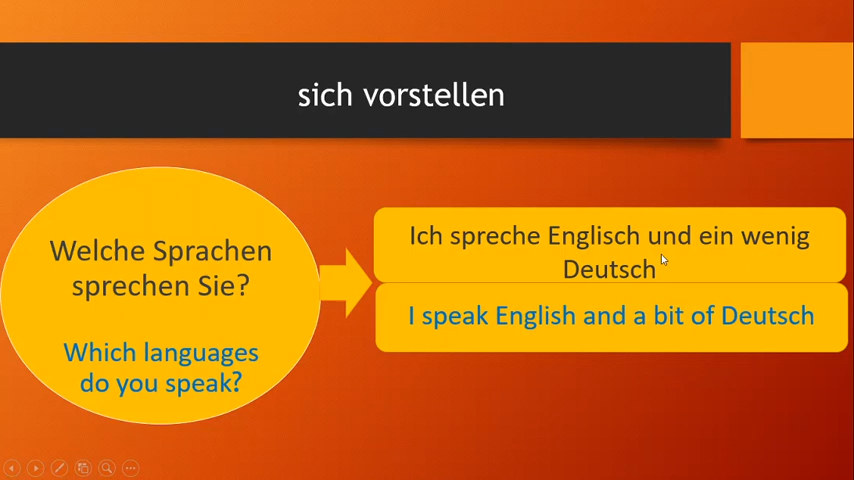 sich vorstellen
Welche Sprachen
sprechen Sie?
Which languages
do you speak?
Ich spreche Englisch und ein wenig
Deutsch
I speak English and a bit of Deutsch